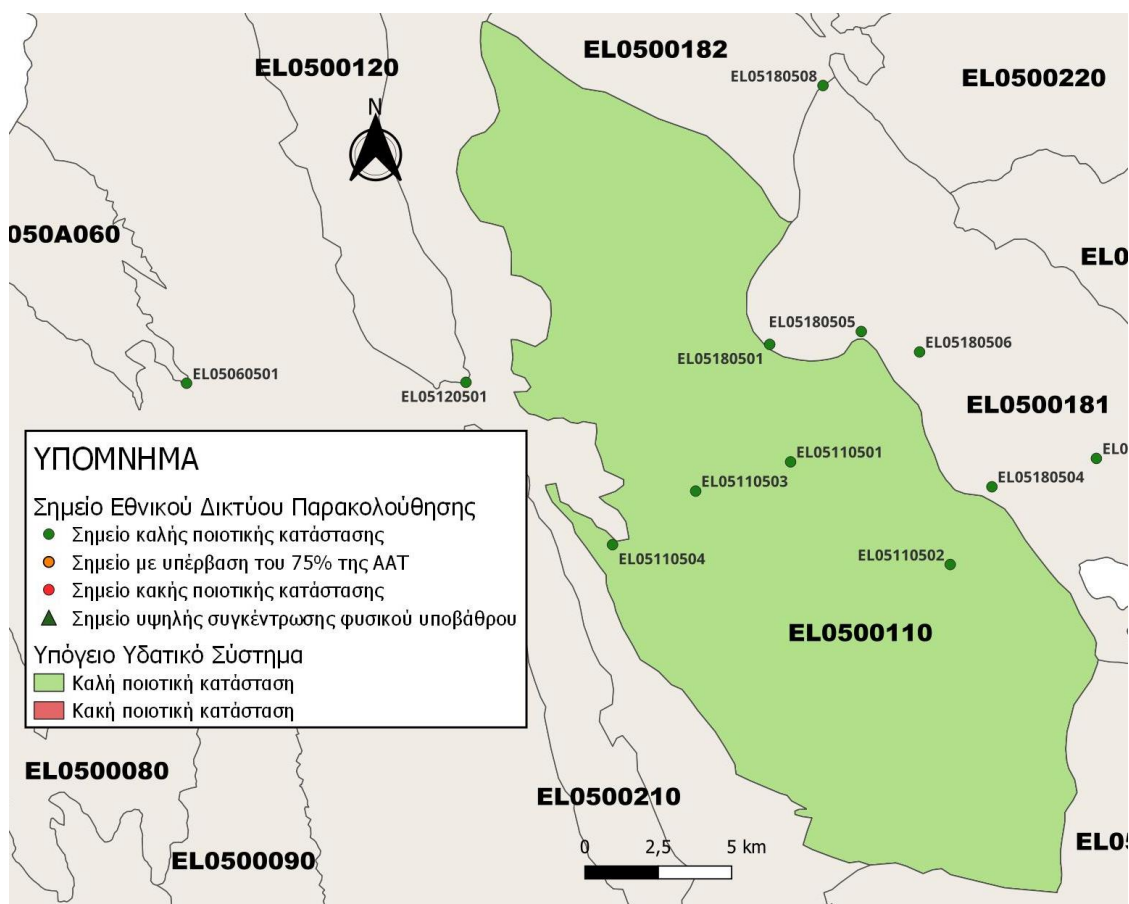 EL0500182
EL0500120
EL05180508
EL0500220
N
050A060
EL0
EL05180505
EL05180501
EL05180506
EL05060501
EL05120501
EL0500181
EL05110501
EL0
EL05110503
EL05180504
EL05110504
EL05110502
EL0500110
ΥΠΟΜΝΗΜΑ
Σημείο Εθνικού Δικτύου Παρακολούθησης
Σημείο καλής ποιοτικής κατάστασης
Σημείο με υπέρβαση του 75% της ΑΑΤ
Σημείο κακής ποιοτικής κατάστασης
Σημείο υψηλής συγκέντρωσης φυσικού υποβάθρου
Υπόγειο Υδατικό Σύστημα
Καλή ποιοτική κατάσταση
Κακή ποιοτική κατάσταση
EL0500080
EL0500210
EL0500090
0 2,5 5 km
EL05